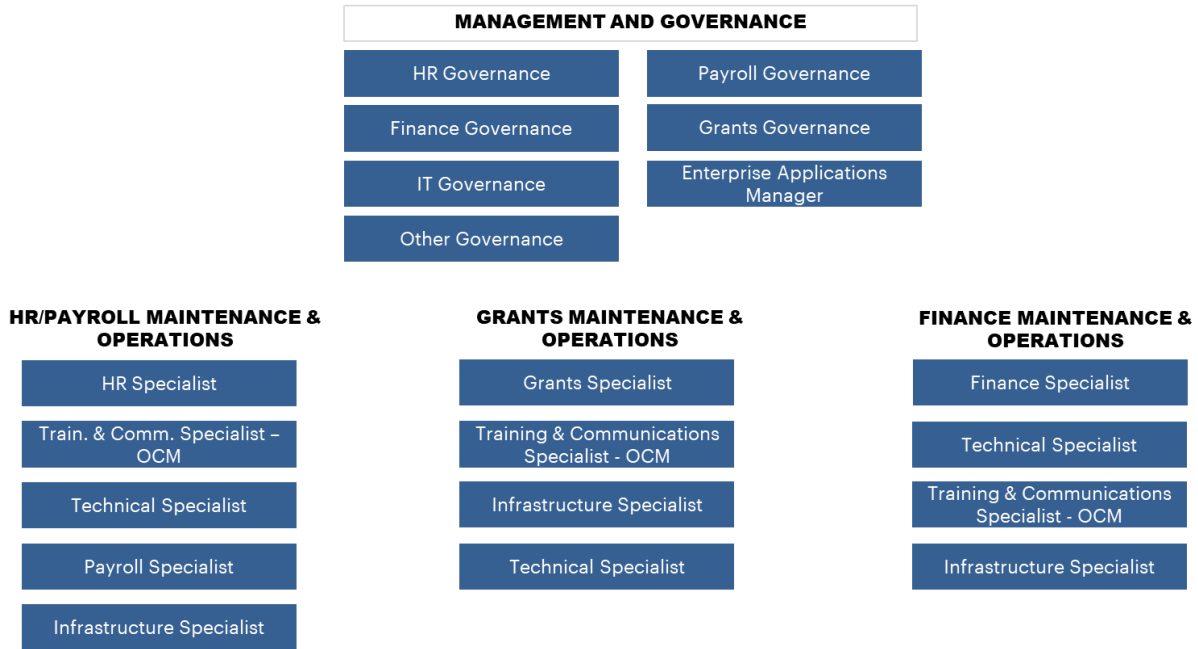 MANAGEMENT AND GOVERNANCE
HR Governance
Payroll Governance
Finance Governance
Grants Governance
IT Governance
Enterprise Applications
Manager
Other Governance
HR/PAYROLL MAINTENANCE &
OPERATIONS
HR Specialist
Train. & Comm. Specialist –
OCM
Technical Specialist
Payroll Specialist
Infrastructure Specialist
GRANTS MAINTENANCE &
OPERATIONS
Grants Specialist
Training & Communications
Specialist - OCM
Infrastructure Specialist
Technical Specialist
FINANCE MAINTENANCE &
OPERATIONS
Finance Specialist
Technical Specialist
Training & Communications
Specialist - OCM
Infrastructure Specialist